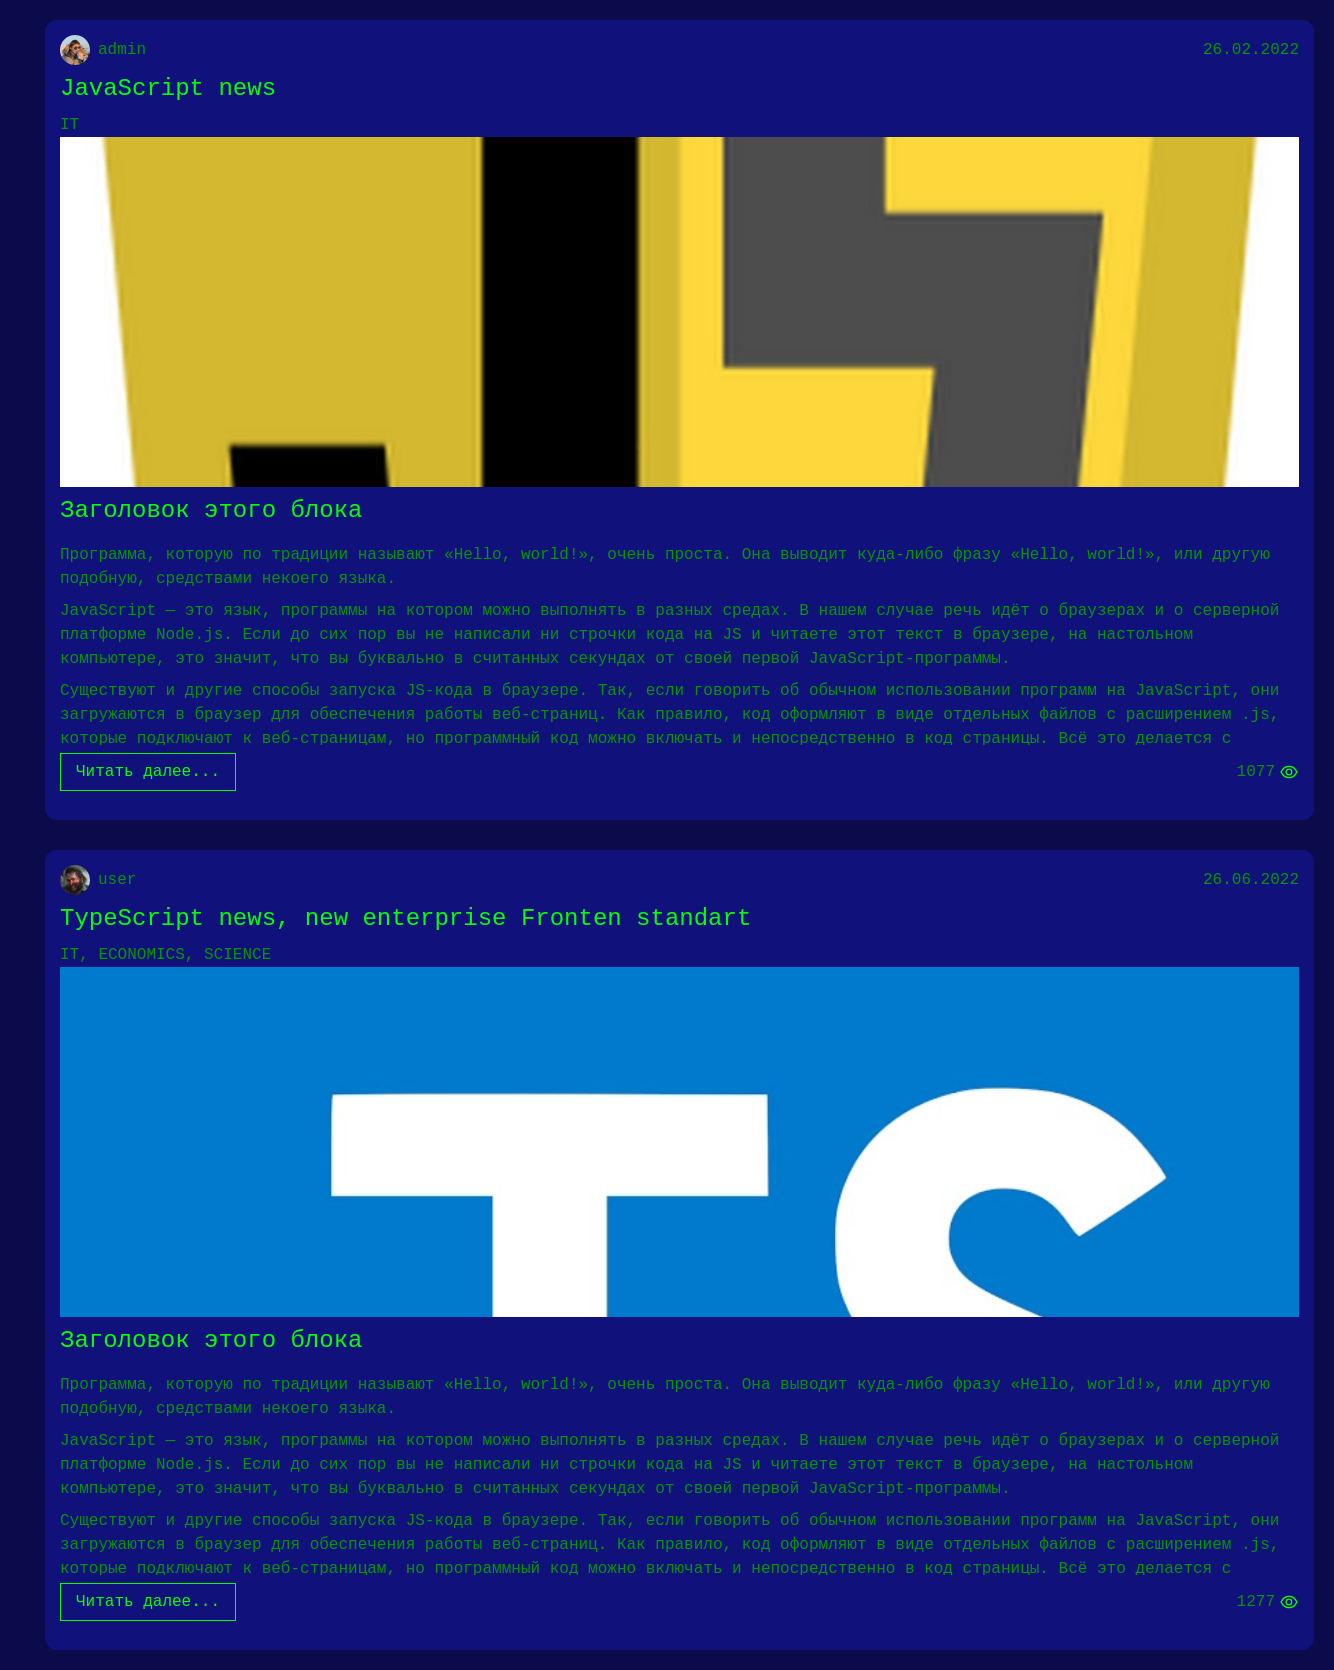 admin
26.02.2022
JavaScript news
IT
Заголовок этого блока
Программа, которую по традиции называют «Hello, world!», очень проста. Она выводит куда-либо фразу «Hello, world!», или другую
подобную, средствами некоего языка.
JavaScript — это язык, программы на котором можно выполнять в разных средах. В нашем случае речь идёт о браузерах и о серверной
платформе Node.js. Если до сих пор вы не написали ни строчки кода на JS и читаете этот текст в браузере, на настольном
компьютере, это значит, что вы буквально в считанных секундах от своей первой JavaScript-программы.
Существуют и другие способы запуска JS-кода в браузере. Так, если говорить об обычном использовании программ на JavaScript, они
загружаются в браузер для обеспечения работы веб-страниц. Как правило, код оформляют в виде отдельных файлов с расширением .js,
которые подключают к веб-страницам, но программный код можно включать и непосредственно в код страницы. Всё это делается с
Читать далее...
1077
user
26.06.2022
TypeScript news, new enterprise Fronten standart
IT, ECONOMICS, SCIENCE
TS
Заголовок этого блока
Программа, которую по традиции называют «Hello, world!», очень проста. Она выводит куда-либо фразу «Hello, world!», или другую
подобную, средствами некоего языка.
JavaScript — это язык, программы на котором можно выполнять в разных средах. В нашем случае речь идёт о браузерах и о серверной
платформе Node.js. Если до сих пор вы не написали ни строчки кода на JS и читаете этот текст в браузере, на настольном
компьютере, это значит, что вы буквально в считанных секундах от своей первой JavaScript-программы.
Существуют и другие способы запуска JS-кода в браузере. Так, если говорить об обычном использовании программ на JavaScript, они
загружаются в браузер для обеспечения работы веб-страниц. Как правило, код оформляют в виде отдельных файлов с расширением .js,
которые подключают к веб-страницам, но программный код можно включать и непосредственно в код страницы. Всё это делается с
Читать далее...
1277